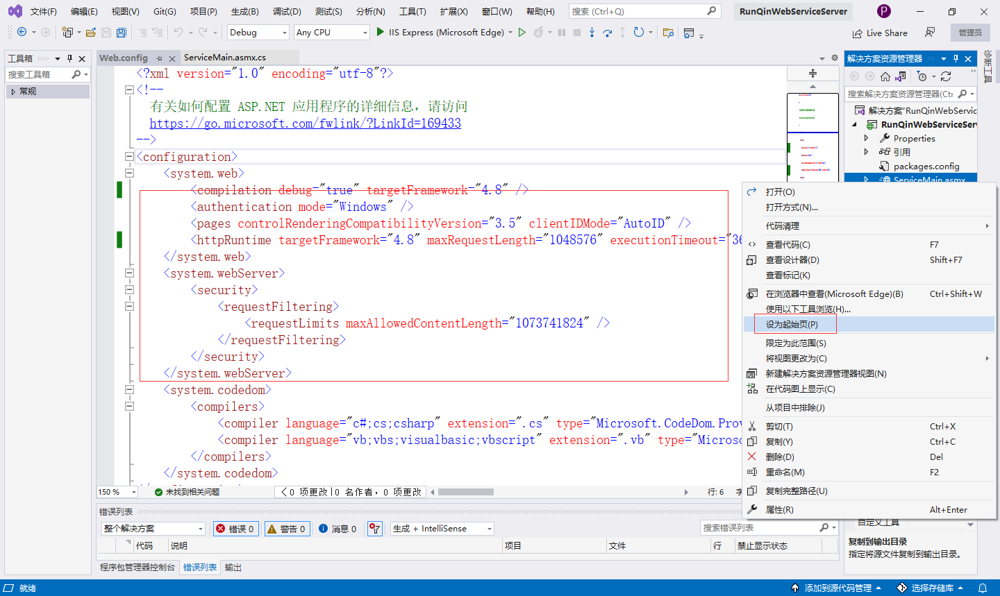 文件(F) 编辑(E) 视图(V) Git(G) 项目(P) 生成(B) 调试(D) 测试(S) 分析(N) 工具(T) 扩展(X) 窗口(W) 帮助(H) 搜索 (Ctrl+Q) RunQinWebServiceServer P
Debug Any CPU IIS Express (Microsoft Edge) Live Share 管理员
工具箱
搜索工具箱
常规
Web.config ServiceMain.asmx.cs
<?xml version="1.0" encoding="utf-8"?>
<!--
有关如何配置 ASP.NET 应用程序的详细信息，请访问
https://go.microsoft.com/fwlink/?LinkId=169433
-->
<configuration>
<system.web>
<compilation debug="true" targetFramework="4.8" />
<authentication mode="Windows" />
<pages controlRenderingCompatibilityVersion="3.5" clientIDMode="AutoID" />
<httpRuntime targetFramework="4.8" maxRequestLength="1048576" executionTimeout="36
</system.web>
<system.webServer>
<security>
<requestFiltering>
<requestLimits maxAllowedContentLength="1073741824" />
</requestFiltering>
</security>
</system.webServer>
<system.codedom>
<compilers>
<compiler language="c#;cs;csharp" extension=".cs" type="Microsoft.CodeDom.Prov
<compiler language="vb;vbs;visualbasic;vbscript" extension=".vb" type="Micros
</compilers>
</system.codedom>
150 % 未找到相关问题 0 项更改 | 0 名作者，0 项更改 行: 6 字
解决方案资源管理器
搜索解决方案资源管理器(Ctr
解决方案"RunQinWebServic
RunQinWebServiceSer
Properties
引用
packages.config
ServiceMain.asmx
诊断工具
打开(O)
打开方式(N)...
代码清理
查看代码(C) F7
查看设计器(D) Shift+F7
查看标记(K)
在浏览器中查看(Microsoft Edge)(B) Ctrl+Shift+W
使用以下工具浏览(H)...
设为起始页(P)
限定为此范围(S)
将视图更改为(C)
新建解决方案资源管理器视图(N)
在代码图上显示(C)
从项目中排除(J)
剪切(T) Ctrl+X
复制(Y) Ctrl+C
删除(D) Del
重命名(M) F2
复制完整路径(U)
属性(R) Alt+Enter
自定义工具
复制到输出目录
指定将源文件复制到输出目录。
错误列表
整个解决方案 错误 0 警告 0 消息 0 生成 + IntelliSense 搜索错误列表
代码 说明 项目 文件 行 禁止显示状态
程序包管理器控制台 错误列表 输出
就绪 添加到源代码管理 选择存储库